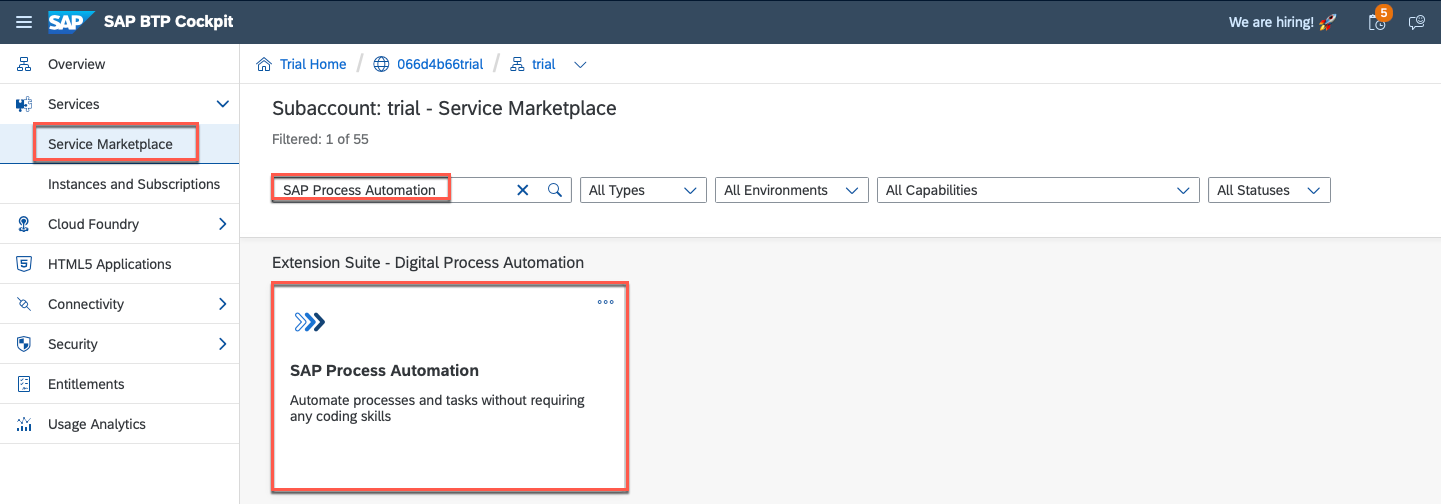 SAP SAP BTP Cockpit
We are hiring! 🚀 5
Overview
Services
Service Marketplace
Instances and Subscriptions
Cloud Foundry
HTML5 Applications
Connectivity
Security
Entitlements
Usage Analytics
Trial Home / 066d4b66trial / trial
Subaccount: trial - Service Marketplace
Filtered: 1 of 55
SAP Process Automation All Types All Environments All Capabilities All Statuses
Extension Suite - Digital Process Automation
SAP Process Automation
Automate processes and tasks without requiring
any coding skills